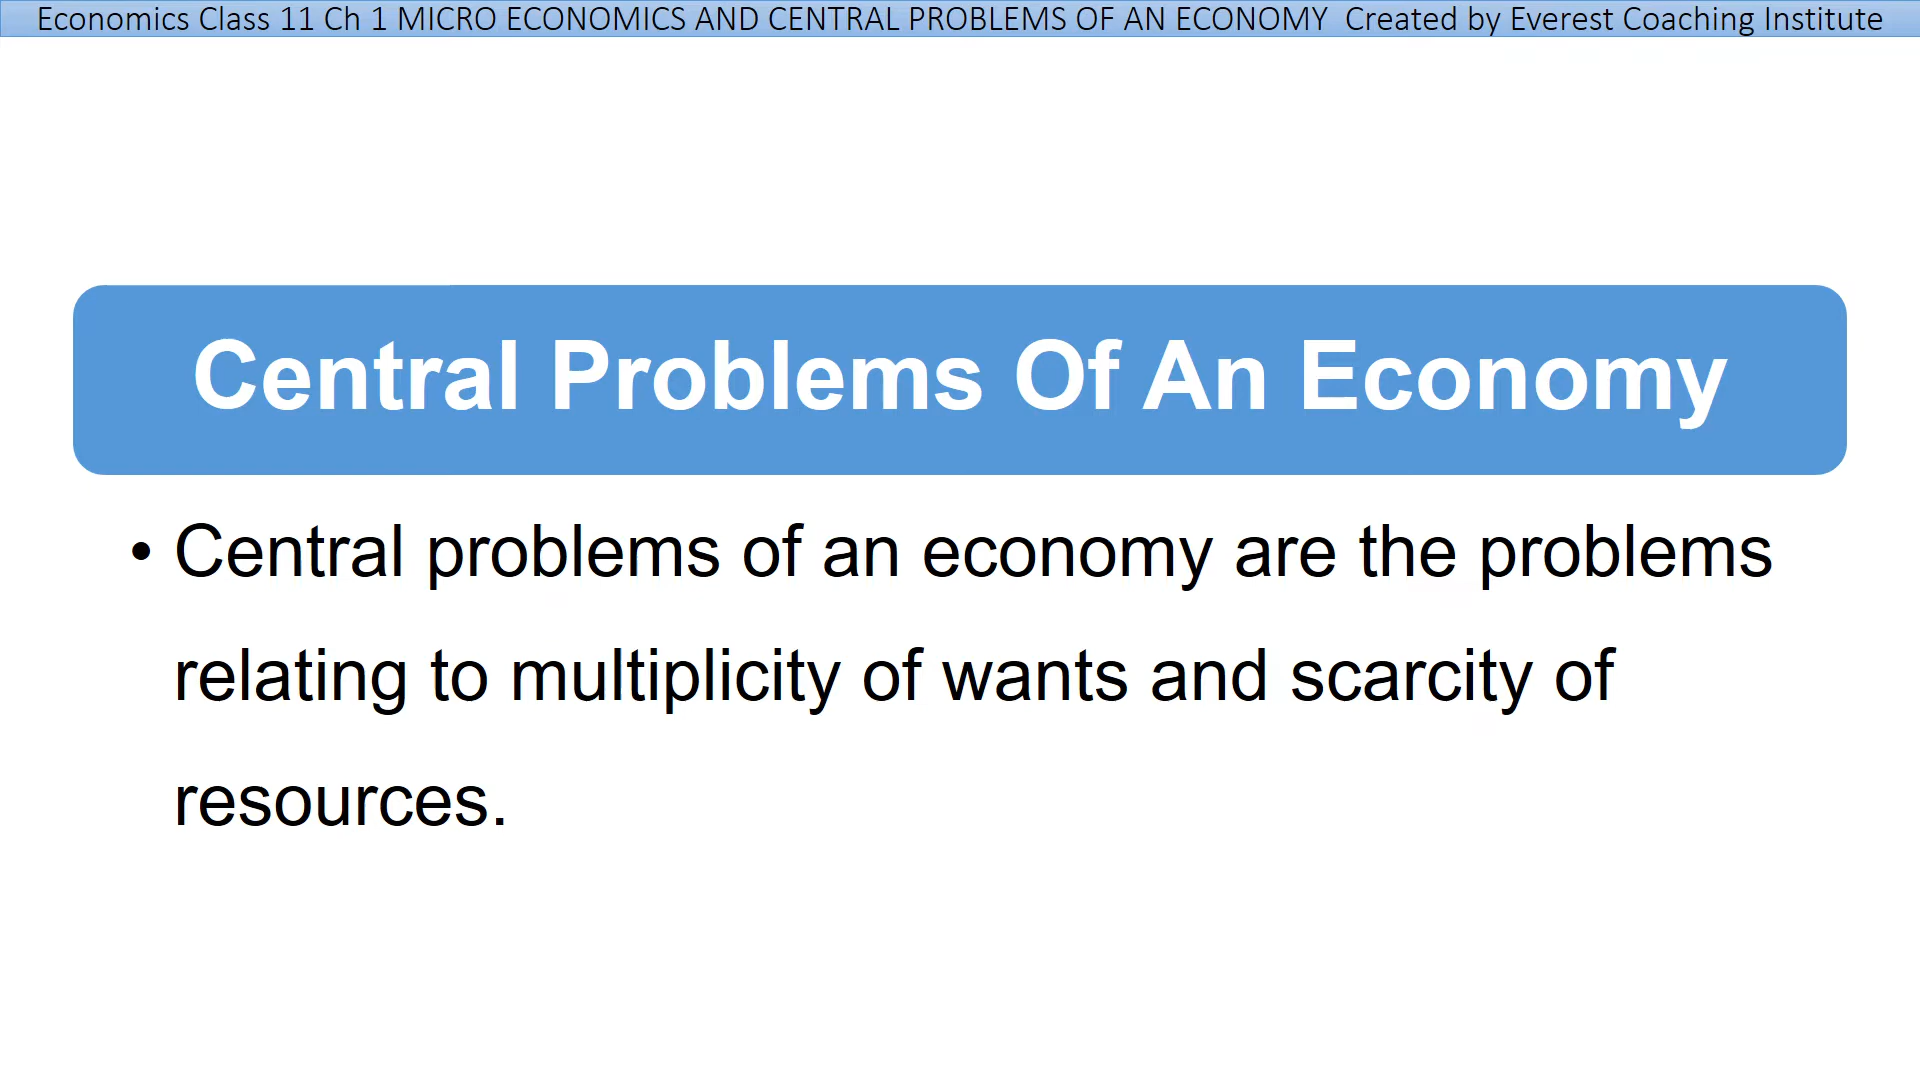 Economics Class 11 Ch 1 MICRO ECONOMICS AND CENTRAL PROBLEMS OF AN ECONOMY Created by Everest Coaching Institute
Central Problems Of An Economy
• Central problems of an economy are the problems
relating to multiplicity of wants and scarcity of
resources.